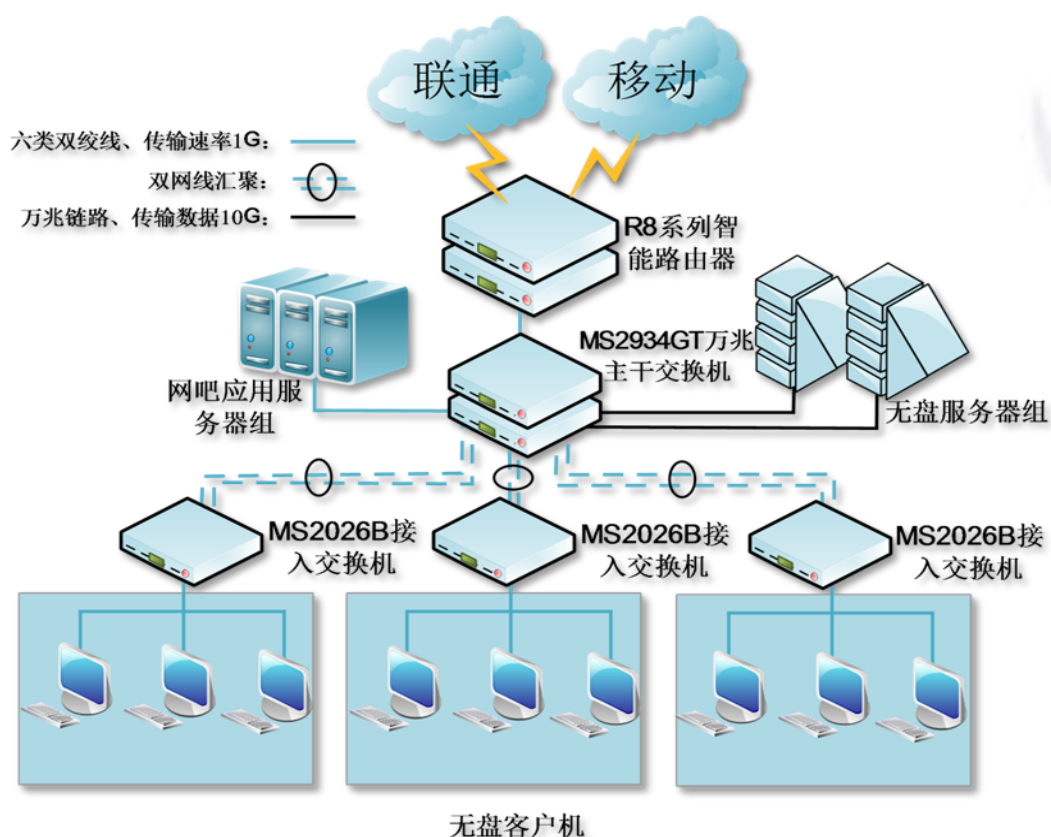 联通
移动
六类双绞线、传输速率1G：
双网线汇聚：
万兆链路、传输数据10G：
R8系列智
能路由器
MS2934GT万兆
主干交换机
网吧应用服
务器组
无盘服务器组
MS2026B接
入交换机
MS2026B接
入交换机
MS2026B接
入交换机
无盘客户机